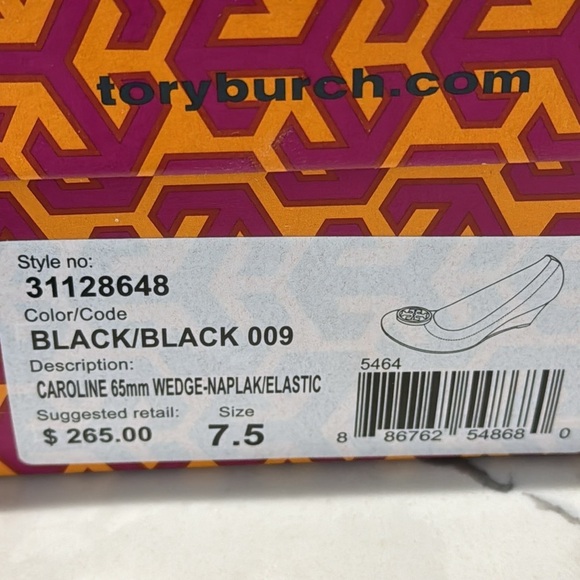 toryburch.com
Style no:
31128648
Color/Code
BLACK/BLACK 009
Description:
CAROLINE 65mm WEDGE-NAPLAK/ELASTIC
Suggested retail: Size
$ 265.00 7.5
5464
8 86762 54868 0